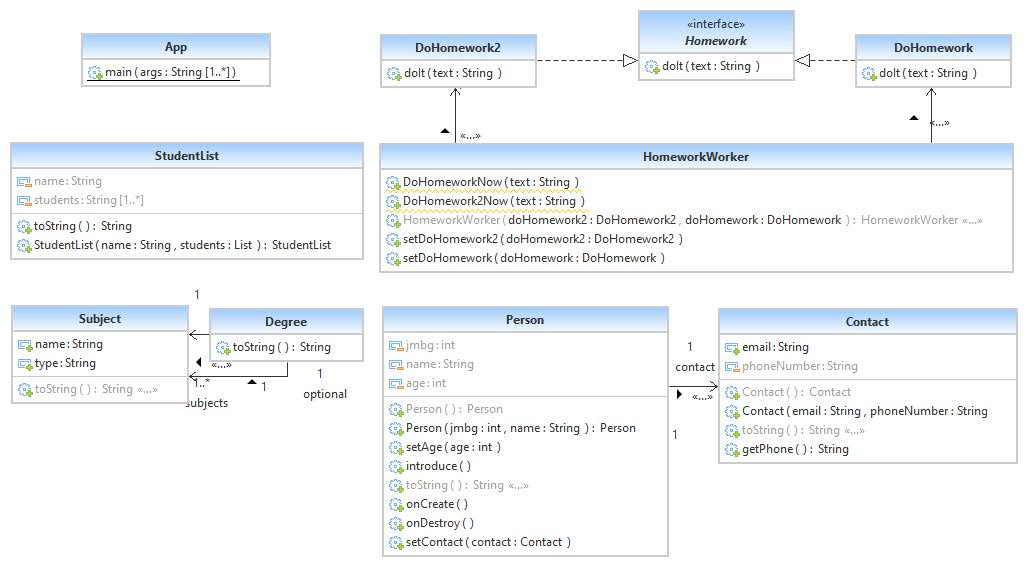 App
main ( args : String [1..*] )
DoHomework2
doIt ( text : String )
«interface»
Homework
doIt ( text : String )
DoHomework
doIt ( text : String )
«...»
«...»
StudentList
name : String
students : String [1..*]
toString ( ) : String
StudentList ( name : String , students : List ) : StudentList
HomeworkWorker
DoHomeworkNow ( text : String )
DoHomework2Now ( text : String )
HomeworkWorker ( doHomework2 : DoHomework2 , doHomework : DoHomework ) : HomeworkWorker «...»
setDoHomework2 ( doHomework2 : DoHomework2 )
setDoHomework ( doHomework : DoHomework )
Subject
name : String
type : String
toString ( ) : String «...»
1
«...»
1..*
subjects
1
Degree
toString ( ) : String
1
optional
Person
jmbg : int
name : String
age : int
Person ( ) : Person
Person ( jmbg : int , name : String ) : Person
setAge ( age : int )
introduce ( )
toString ( ) : String «...»
onCreate ( )
onDestroy ( )
setContact ( contact : Contact )
1
contact
«...»
1
Contact
email : String
phoneNumber : String
Contact ( ) : Contact
Contact ( email : String , phoneNumber : String
toString ( ) : String «...»
getPhone ( ) : String